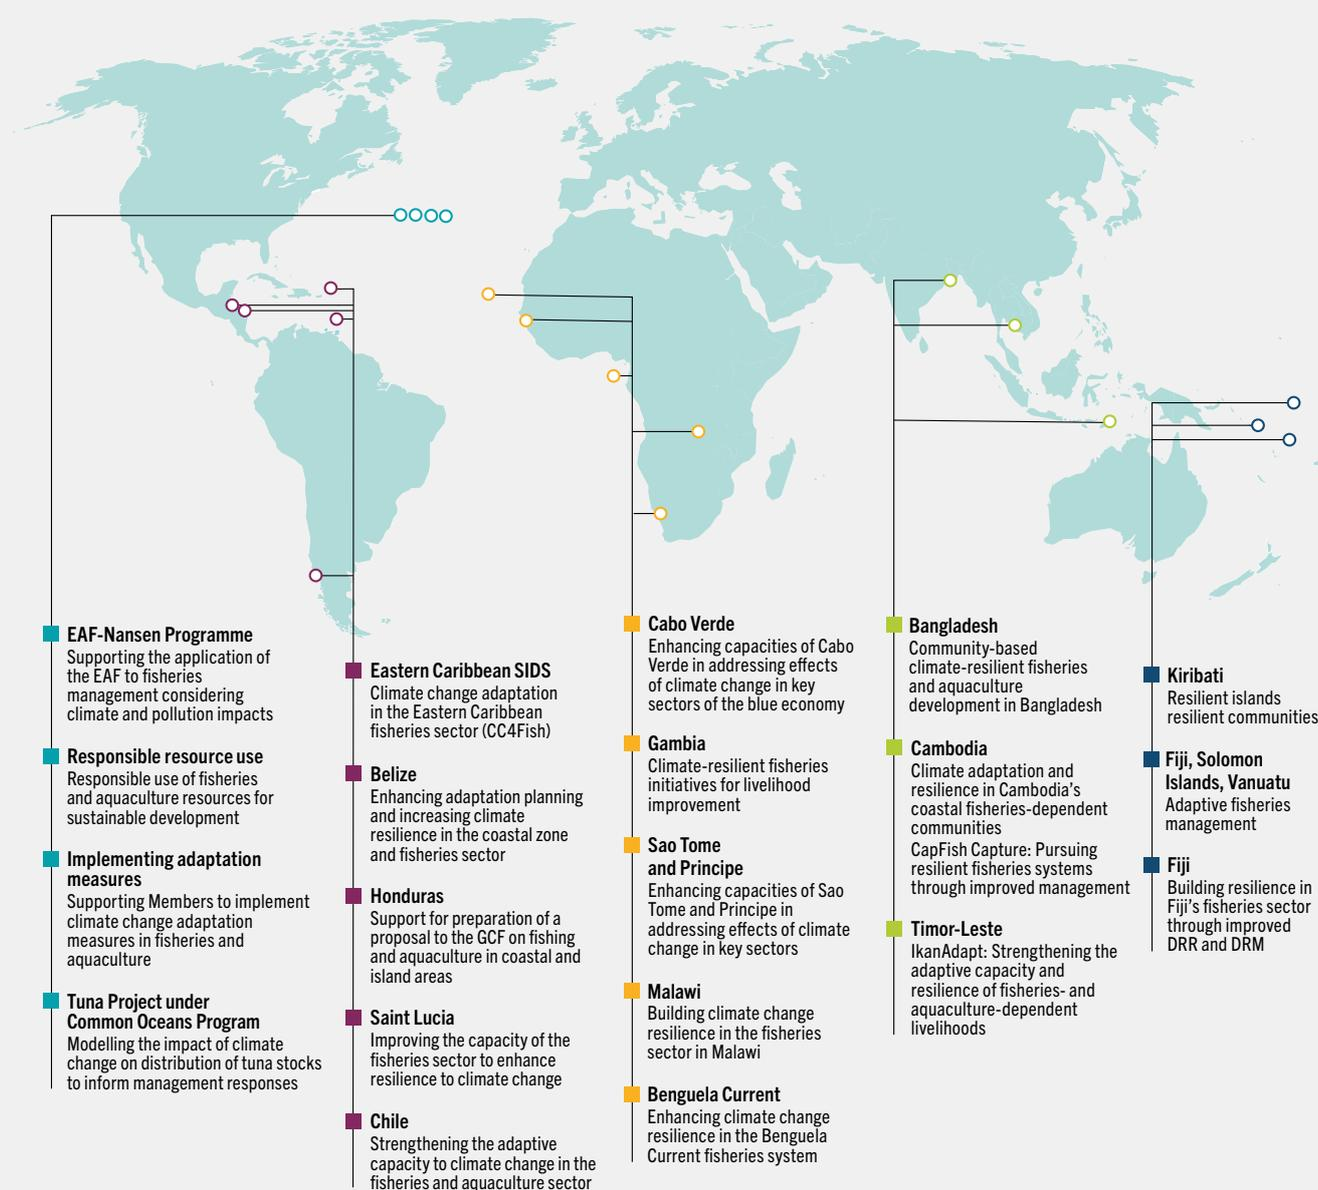 EAF-Nansen Programme
Supporting the application of
the EAF to fisheries
management considering
climate and pollution impacts
Responsible resource use
Responsible use of fisheries
and aquaculture resources for
sustainable development
Implementing adaptation
measures
Supporting Members to implement
climate change adaptation
measures in fisheries and
aquaculture
Tuna Project under
Common Oceans Program
Modelling the impact of climate
change on distribution of tuna stocks
to inform management responses
Eastern Caribbean SIDS
Climate change adaptation
in the Eastern Caribbean
fisheries sector (CC4Fish)
Belize
Enhancing adaptation planning
and increasing climate
resilience in the coastal zone
and fisheries sector
Honduras
Support for preparation of a
proposal to the GCF on fishing
and aquaculture in coastal and
island areas
Saint Lucia
Improving the capacity of the
fisheries sector to enhance
resilience to climate change
Chile
Strengthening the adaptive
capacity to climate change in the
fisheries and aquaculture sector
Cabo Verde
Enhancing capacities of Cabo
Verde in addressing effects
of climate change in key
sectors of the blue economy
Gambia
Climate-resilient fisheries
initiatives for livelihood
improvement
Sao Tome
and Principe
Enhancing capacities of Sao
Tome and Principe in
addressing effects of climate
change in key sectors
Malawi
Building climate change
resilience in the fisheries
sector in Malawi
Benguela Current
Enhancing climate change
resilience in the Benguela
Current fisheries system
Bangladesh
Community-based
climate-resilient fisheries
and aquaculture
development in Bangladesh
Cambodia
Climate adaptation and
resilience in Cambodia's
coastal fisheries-dependent
communities
CapFish Capture: Pursuing
resilient fisheries systems
through improved management
Timor-Leste
IkanAdapt: Strengthening the
adaptive capacity and
resilience of fisheries- and
aquaculture-dependent
livelihoods
Kiribati
Resilient islands
resilient communities
Fiji, Solomon
Islands, Vanuatu
Adaptive fisheries
management
Fiji
Building resilience in
Fiji's fisheries sector
through improved
DRR and DRM